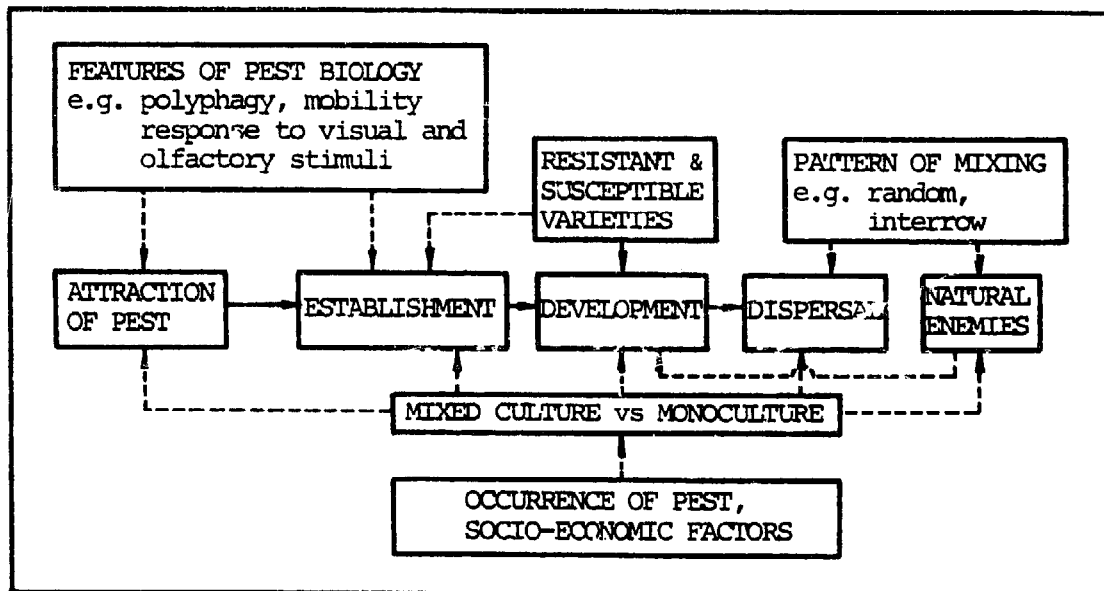 FEATURES OF PEST BIOLOGY
e.g. polyphagy, mobility
response to visual and
olfactory stimuli
RESISTANT &
SUSCEPTIBLE
VARIETIES
PATTERN OF MIXING
e.g. random,
interrow
ATTRACTION
OF PEST
ESTABLISHMENT
DEVELOPMENT
DISPERSAL
NATURAL
ENEMIES
MIXED CULTURE vs MONOCULTURE
OCCURRENCE OF PEST,
SOCIO-ECONOMIC FACTORS